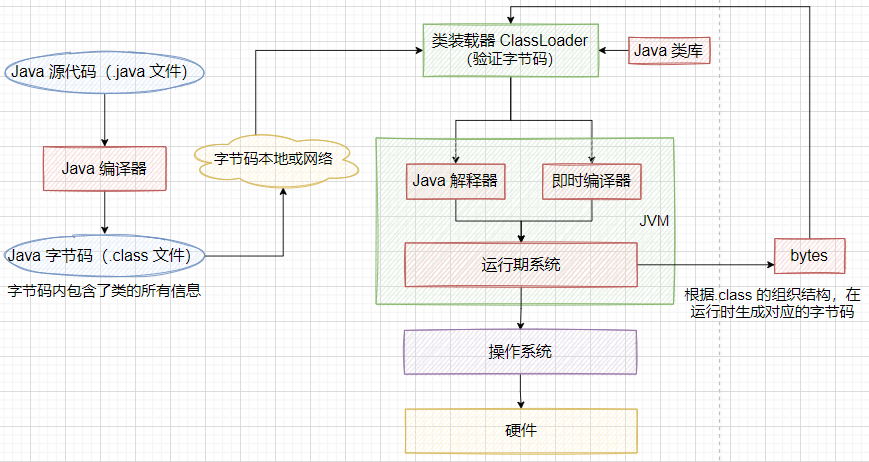 Java 源代码（.java 文件）
Java 编译器
Java 字节码（.class 文件）
字节码内包含了类的所有信息
字节码本地或网络
类装载器 ClassLoader
（验证字节码）
Java 类库
Java 解释器
即时编译器
JVM
运行期系统
bytes
根据.class 的组织结构，在
运行时生成对应的字节码
操作系统
硬件